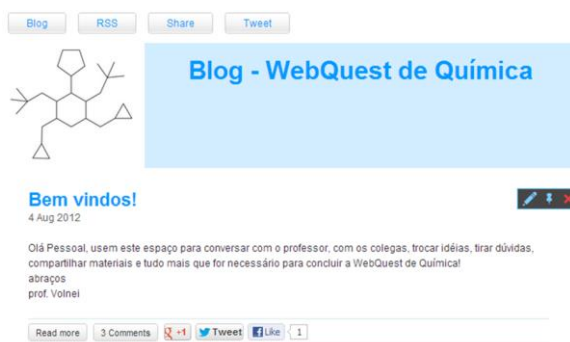 Blog RSS Share Tweet
Blog - WebQuest de Química
Bem vindos!
4 Aug 2012
Olá Pessoal, usem este espaço para conversar com o professor, com os colegas, trocar idéias, tirar dúvidas,
compartilhar materiais e tudo mais que for necessário para concluir a WebQuest de Química!
abraços
prof. Volnei
Read more 3 Comments g +1 Tweet Like 1